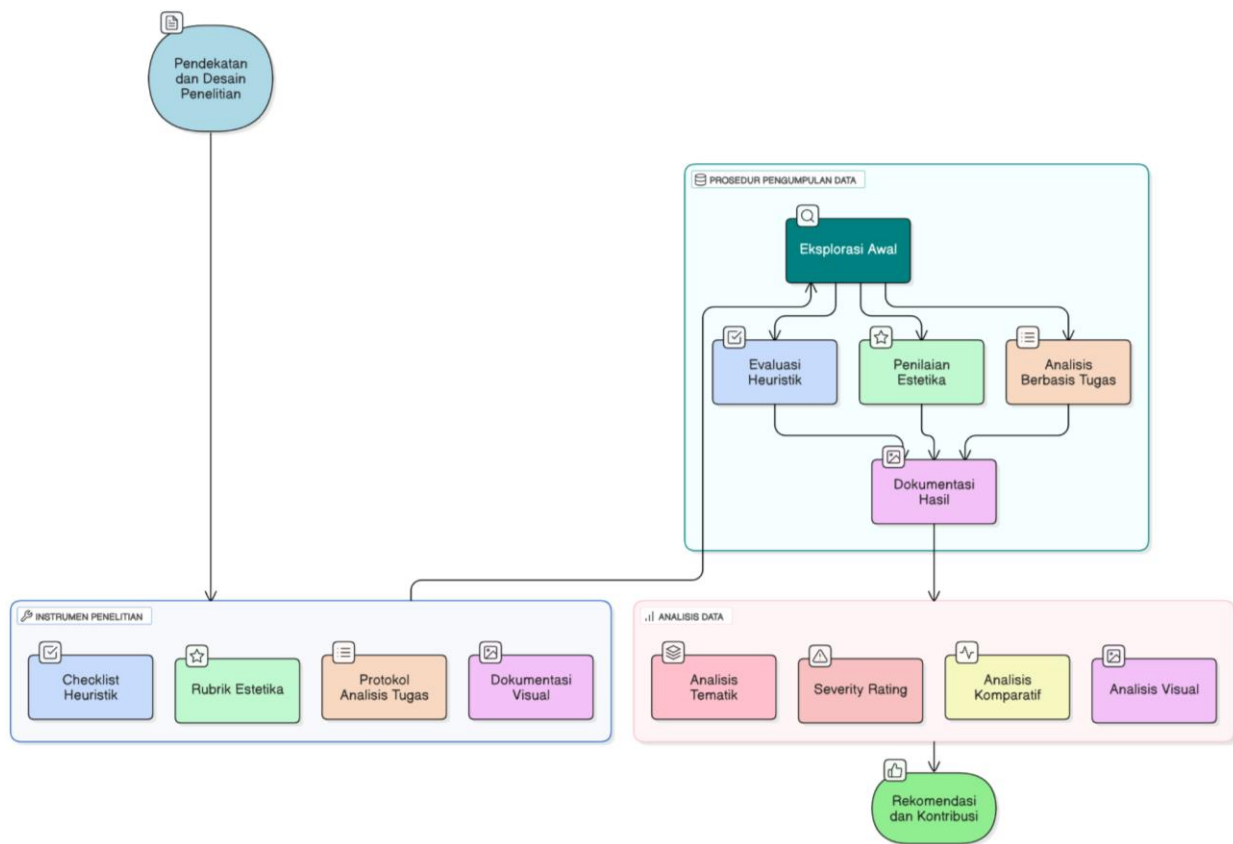 Pendekatan
dan Desain
Penelitian
PROSEDUR PENGUMPULAN DATA
Eksplorasi Awal
Evaluasi
Heuristik
Penilaian
Estetika
Analisis
Berbasis Tugas
Dokumentasi
Hasil
INSTRUMEN PENELITIAN
Checklist
Heuristik
Rubrik Estetika
Protokol
Analisis Tugas
Dokumentasi
Visual
ANALISIS DATA
Analisis
Tematik
Severity Rating
Analisis
Komparatif
Analisis Visual
Rekomendasi
dan Kontribusi